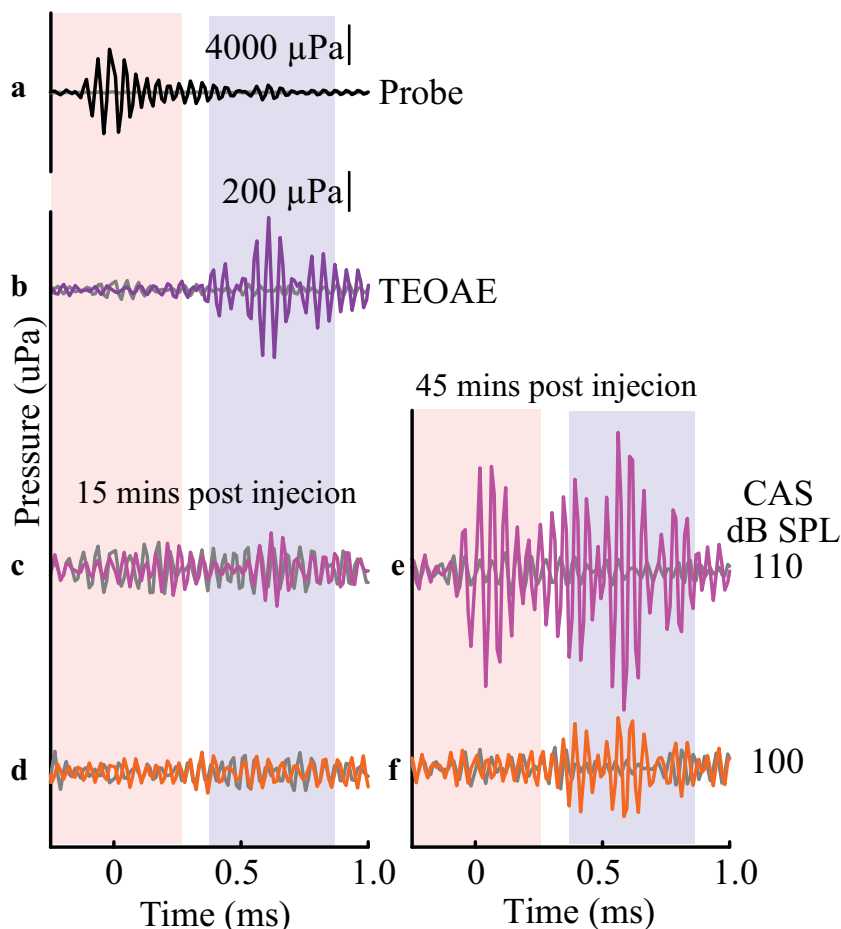 4000 µPa
a
Probe
200 µPa
b
TEOAE
Pressure (uPa)
45 mins post injecion
15 mins post injecion
CAS
dB SPL
c
e
110
d
f
100
0
0.5
1.0
0
0.5
1.0
Time (ms)
Time (ms)